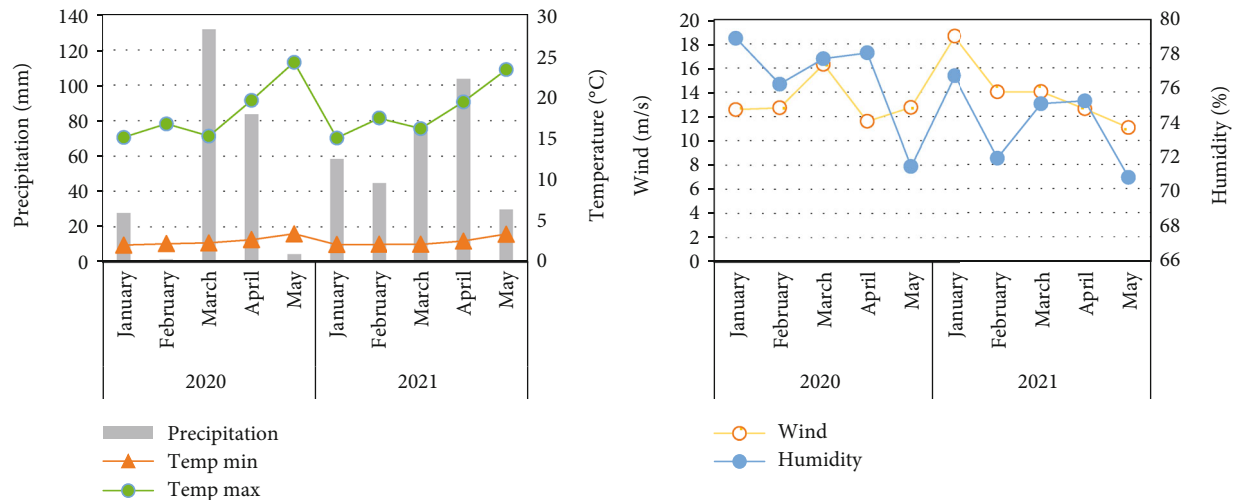 Precipitation (mm)
140
120
100
80
60
40
20
0
30
25
20
15
10
5
0
Temperature (°C)
January
February
March
April
May
January
February
March
April
May
2020
2021
Precipitation
Temp min
Temp max
Wind (m/s)
20
18
16
14
12
10
8
6
4
2
0
80
78
76
74
72
70
68
66
Humidity (%)
January
February
March
April
May
January
February
March
April
May
2020
2021
Wind
Humidity